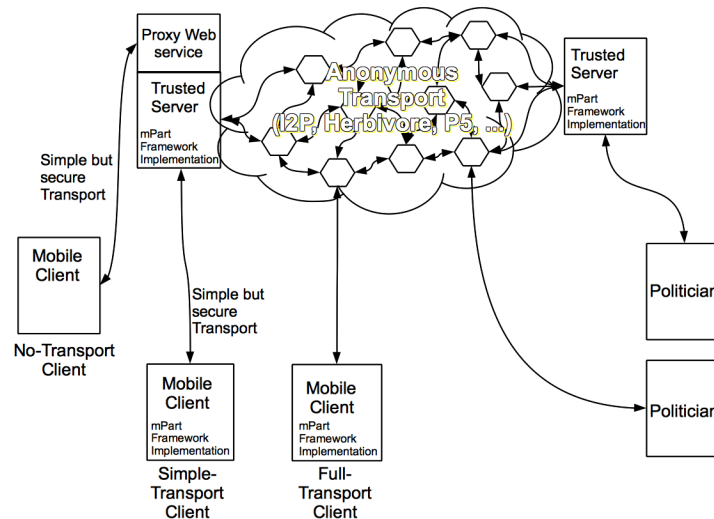 Proxy Web
service
Trusted
Server
mPart
Framework
Implementation
Anonymous
Transport
(I2P, Herbivore, P5, ...)
Trusted
Server
mPart
Framework
Implementation
Simple but
secure
Transport
Mobile
Client
No-Transport
Client
Simple but
secure
Transport
Politician
Politician
Mobile
Client
mPart
Framework
Implementation
Simple-
Transport
Client
Mobile
Client
mPart
Framework
Implementation
Full-
Transport
Client